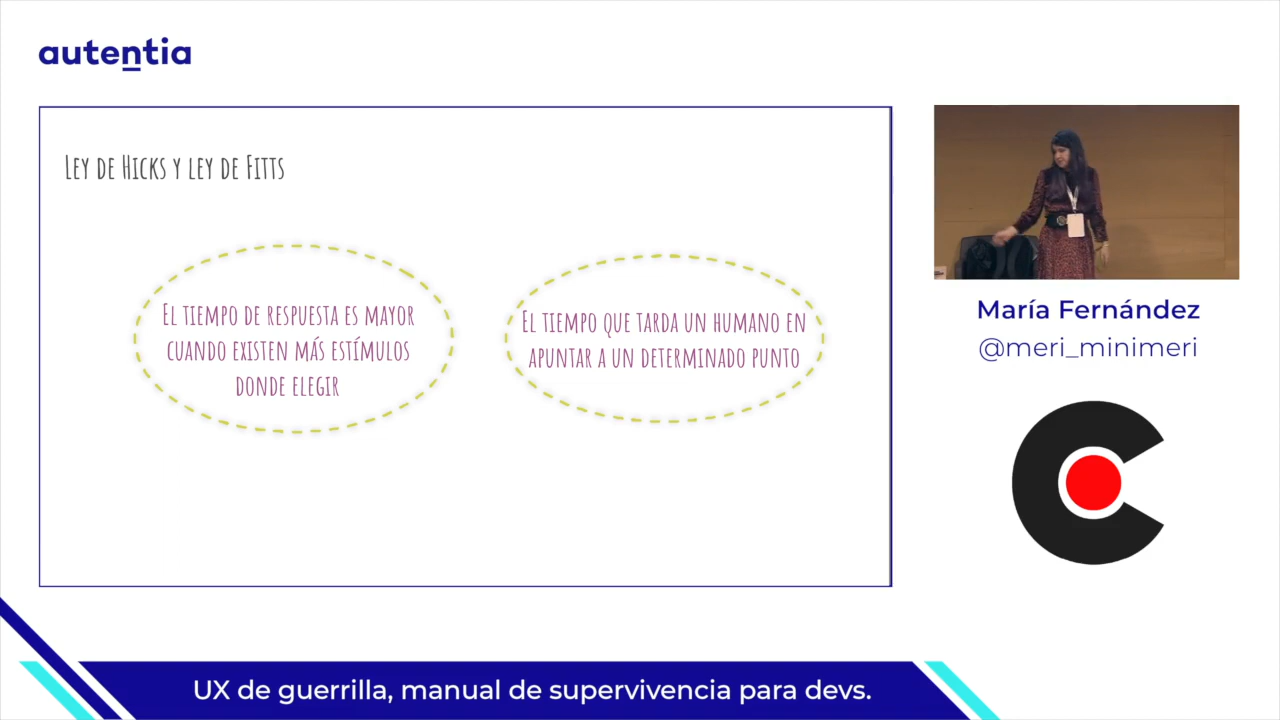 autentia
Ley de Hicks y ley de Fitts
El tiempo de respuesta es mayor
cuando existen más estímulos
donde elegir
El tiempo que tarda un humano en
apuntar a un determinado punto
María Fernández
@meri_minimeri
UX de guerrilla, manual de supervivencia para devs.